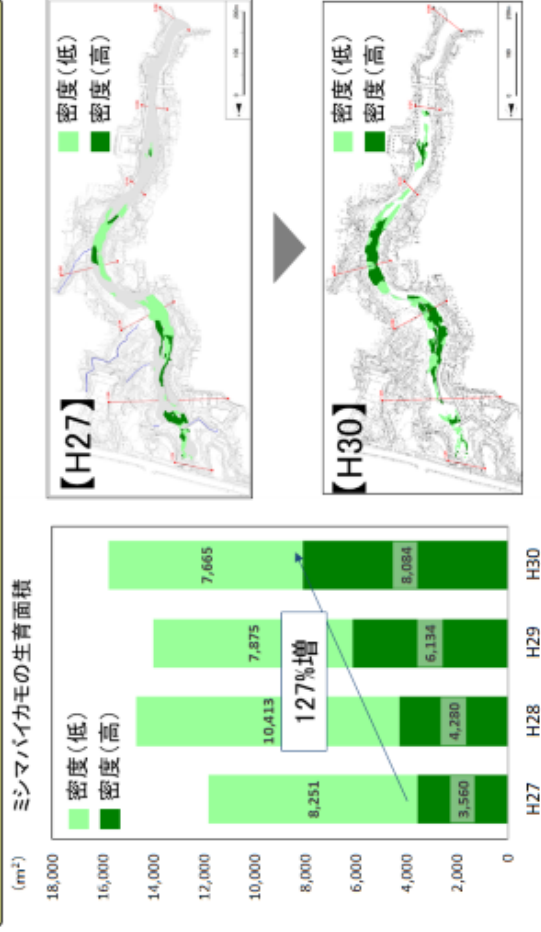 ミシマバイカモの生育面積
(m²)
18,000
16,000
14,000
12,000
10,000
8,000
6,000
4,000
2,000
0
密度(低)
密度(高)
8,251
3,560
10,413
4,280
7,875
6,134
7,665
8,084
127%増
H27
H28
H29
H30
【H27】
密度(低)
密度(高)
【H30】
密度(低)
密度(高)